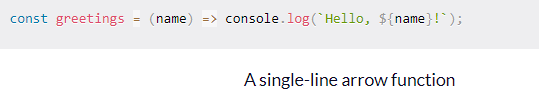 const greetings = (name) => console.log(`Hello, ${name}!`);
A single-line arrow function